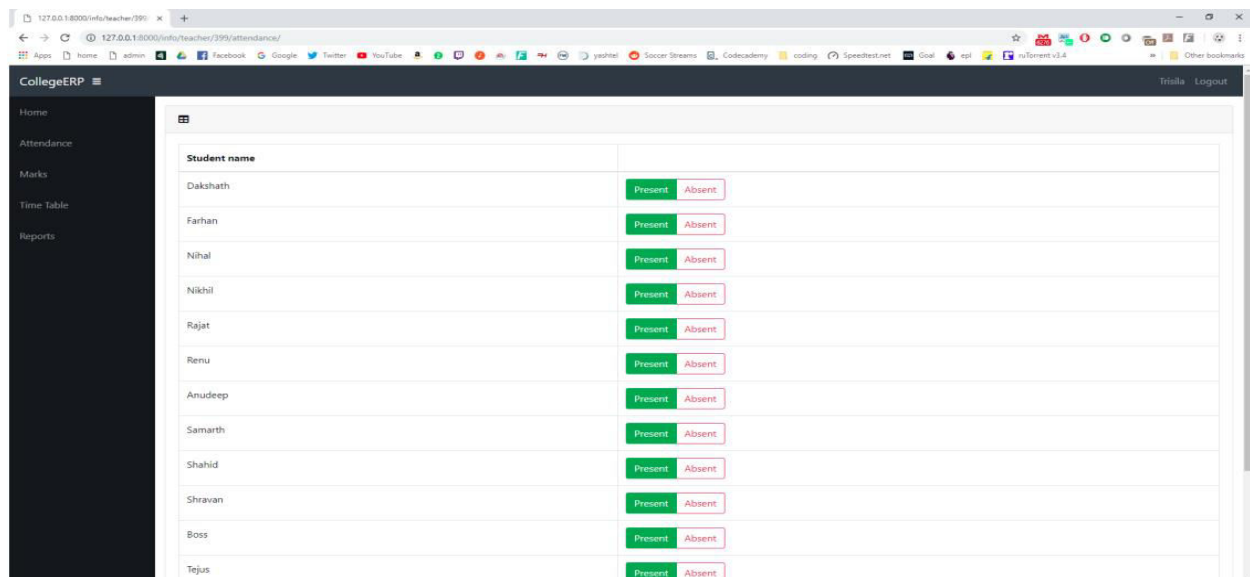 127.0.0.1:8000/info/teacher/399/
127.0.0.1:8000/info/teacher/399/attendance/
Apps home admin Facebook Google Twitter YouTube yashtel Soccer Streams Codecademy coding Speedtest.net Goal epl ruTorrent v3.4 Other bookmarks
CollegeERP Trisila Logout
Home
Attendance
Marks
Time Table
Reports
Student name
Dakshath Present Absent
Farhan Present Absent
Nihal Present Absent
Nikhil Present Absent
Rajat Present Absent
Renu Present Absent
Anudeep Present Absent
Samarth Present Absent
Shahid Present Absent
Shravan Present Absent
Boss Present Absent
Tejus Present Absent